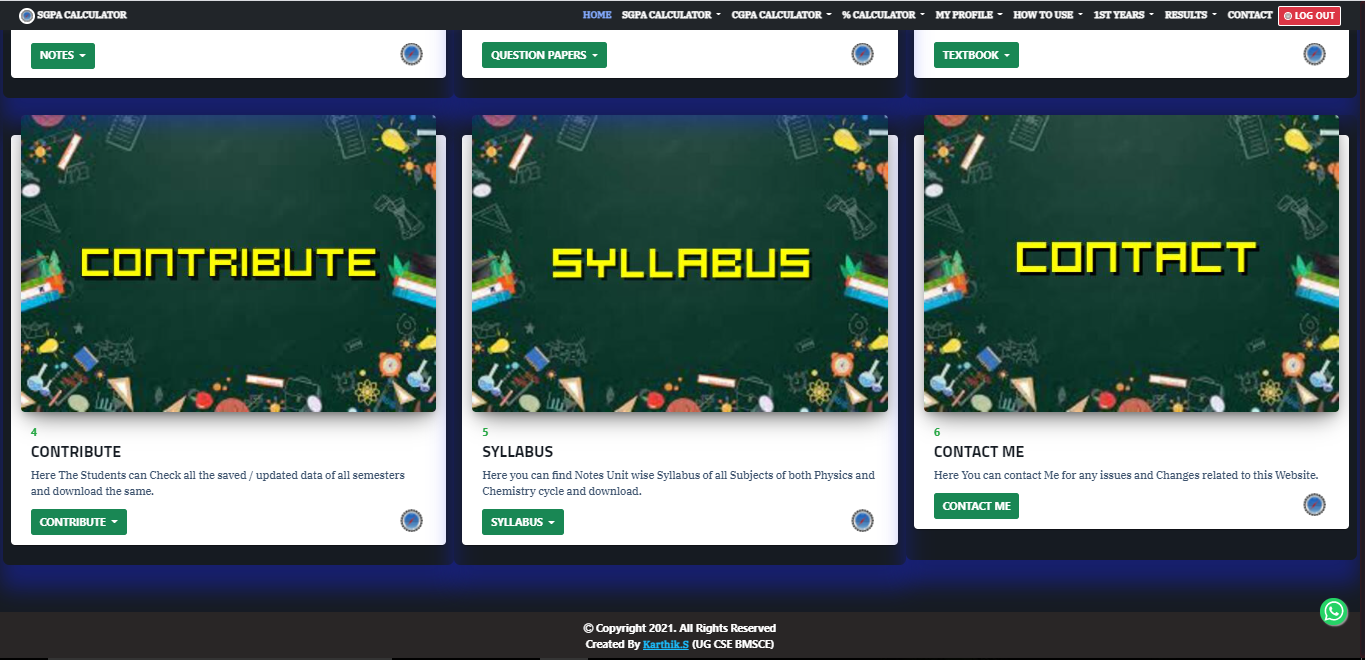 SGPA CALCULATOR
HOME SGPA CALCULATOR CGPA CALCULATOR % CALCULATOR MY PROFILE HOW TO USE 1ST YEARS RESULTS CONTACT LOG OUT
NOTES
QUESTION PAPERS
TEXTBOOK
CONTRIBUTE
4
CONTRIBUTE
Here The Students can Check all the saved / updated data of all semesters
and download the same.
CONTRIBUTE
SYLLABUS
5
SYLLABUS
Here you can find Notes Unit wise Syllabus of all Subjects of both Physics and
Chemistry cycle and download.
SYLLABUS
CONTACT
6
CONTACT ME
Here You can contact Me for any issues and Changes related to this Website.
CONTACT ME
© Copyright 2021. All Rights Reserved
Created By Karthik.S (UG CSE BMSCE)